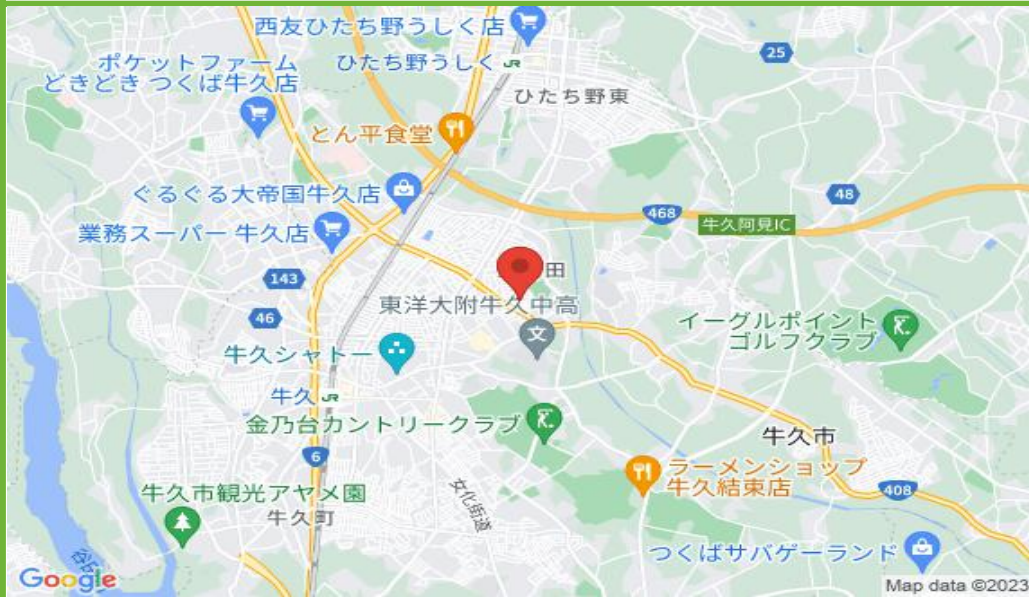 西友ひたち野うしく店
ポケットファーム
どきどき つくば牛久店
ひたち野うしく JR
25
ひたち野東
とん平食堂
ぐるぐる大帝国牛久店
48
468
牛久阿見IC
業務スーパー 牛久店
143
田
東洋大附牛久中高
文
46
イーグルポイント
ゴルフクラブ
牛久シャトー
牛久 JR
金乃台カントリークラブ
牛久市
6
ラーメンショップ
牛久結束店
408
牛久市観光アヤメ園
牛久町
文化街道
つくばサバゲーランド
Google
Map data ©2023